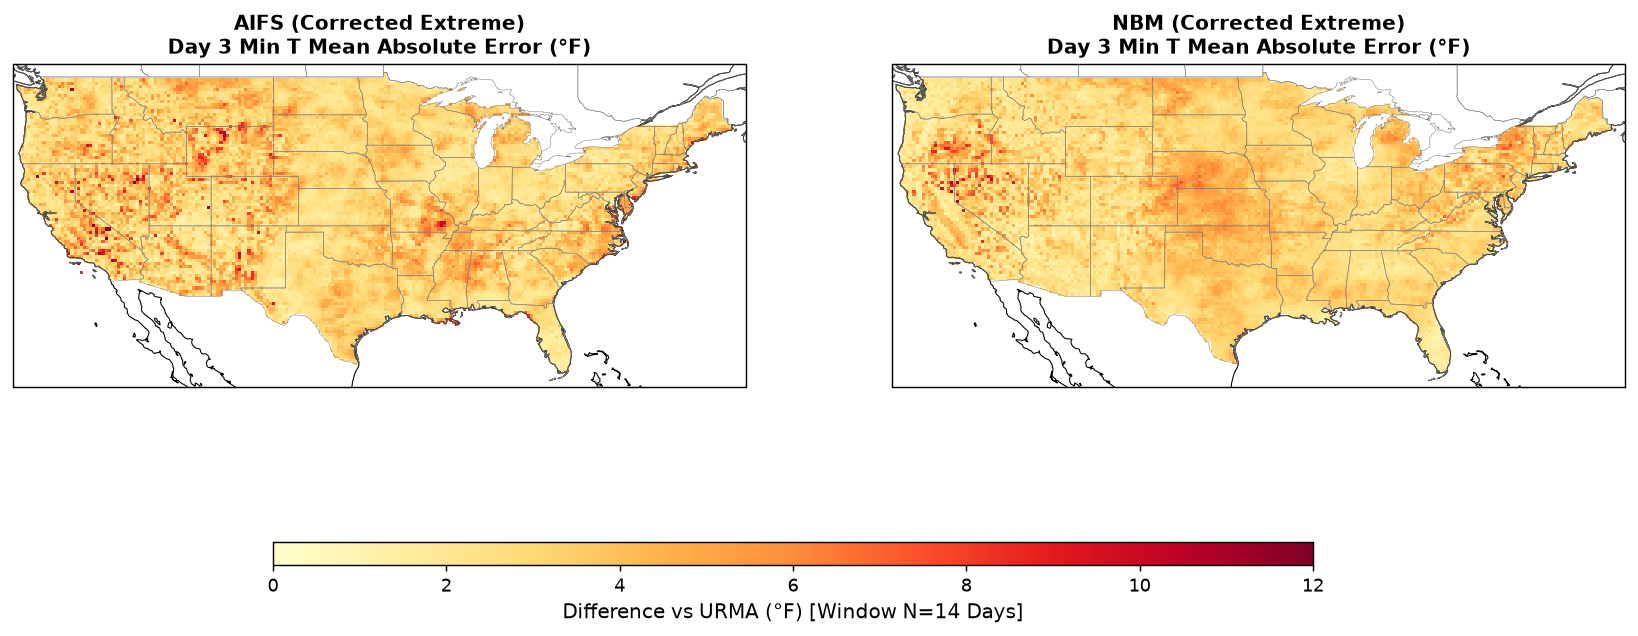 AIFS (Corrected Extreme)
Day 3 Min T Mean Absolute Error (°F)
NBM (Corrected Extreme)
Day 3 Min T Mean Absolute Error (°F)
0 2 4 6 8 10 12
Difference vs URMA (°F) [Window N=14 Days]